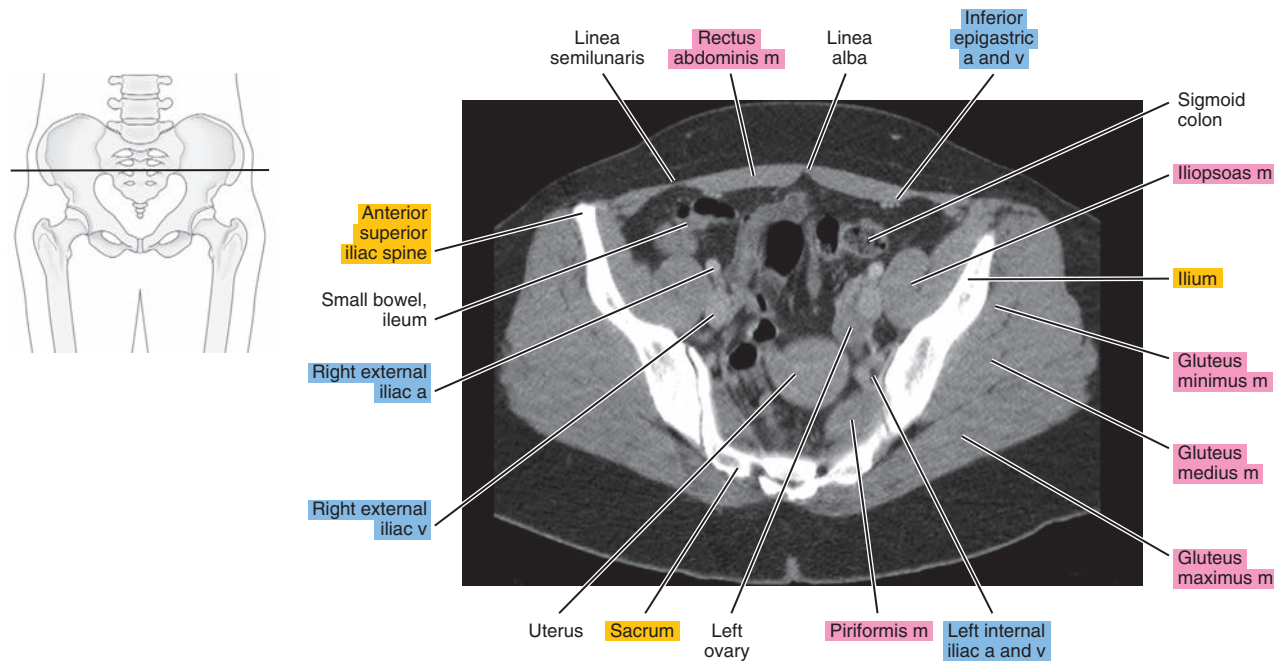 Linea
semilunaris
Rectus
abdominis m
Linea
alba
Inferior
epigastric
a and v
Sigmoid
colon
Iliopsoas m
Anterior
superior
iliac spine
Ilium
Small bowel,
ileum
Right external
iliac a
Gluteus
minimus m
Gluteus
medius m
Right external
iliac v
Gluteus
maximus m
Uterus
Sacrum
Left
ovary
Piriformis m
Left internal
iliac a and v